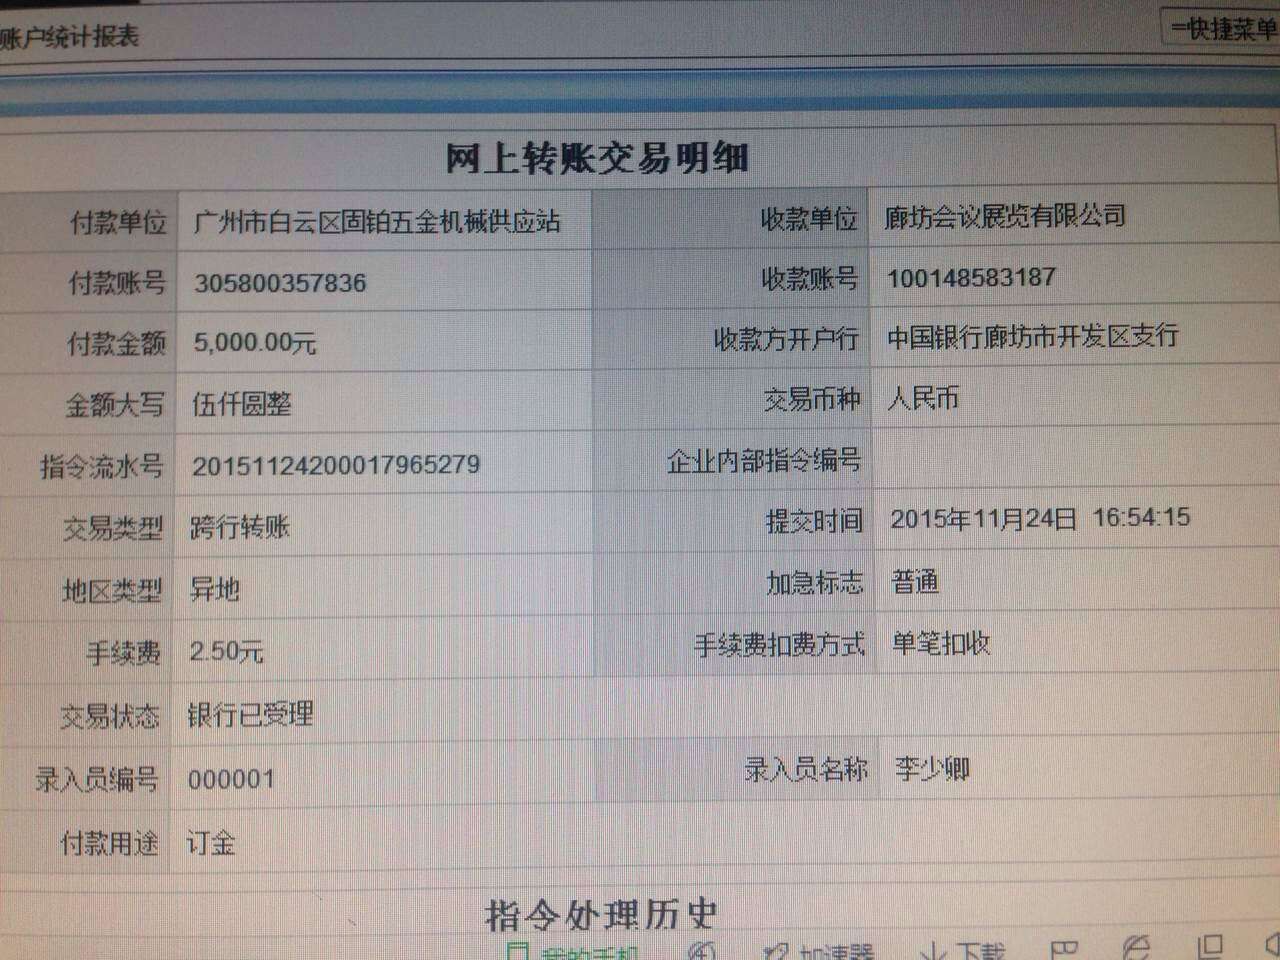 账户统计报表 =快捷菜单
网上转账交易明细
付款单位 广州市白云区固铂五金机械供应站 收款单位 廊坊会议展览有限公司
付款账号 305800357836 收款账号 100148583187
付款金额 5,000.00元 收款方开户行 中国银行廊坊市开发区支行
金额大写 伍仟圆整 交易币种 人民币
指令流水号 20151124200017965279 企业内部指令编号
交易类型 跨行转账 提交时间 2015年11月24日 16:54:15
地区类型 异地 加急标志 普通
手续费 2.50元 手续费扣费方式 单笔扣收
交易状态 银行已受理
录入员编号 000001 录入员名称 李少卿
付款用途 订金
指令处理历史
我的手机 加速器 下载